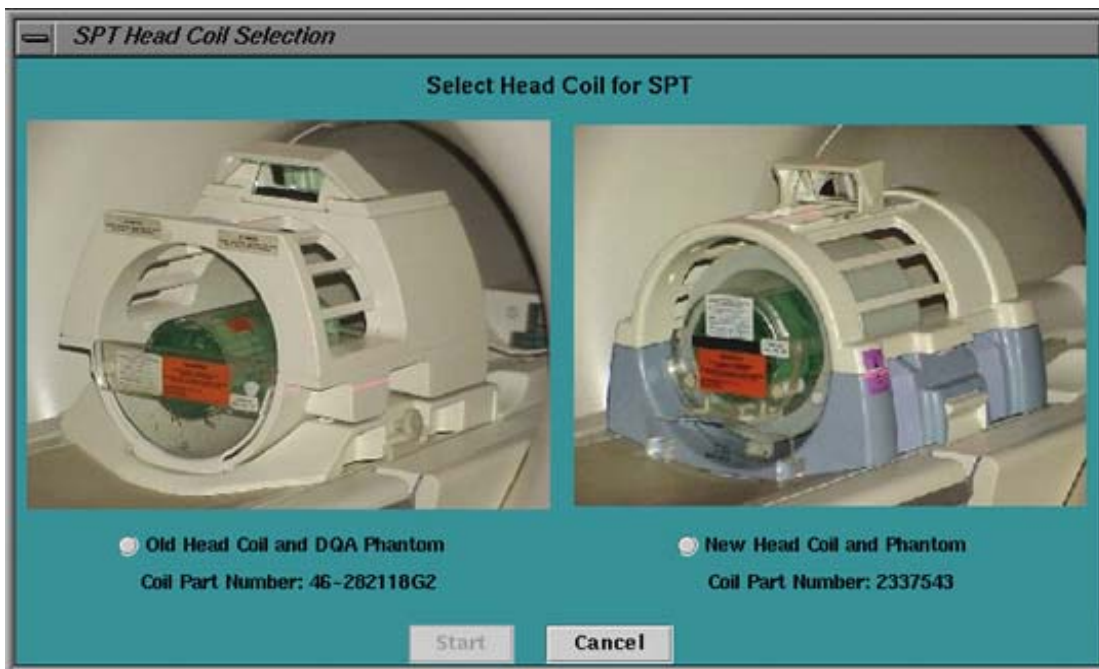 SPT Head Coil Selection
Select Head Coil for SPT
Old Head Coil and DQA Phantom
Coil Part Number: 46-282118G2
New Head Coil and Phantom
Coil Part Number: 2337543
Start
Cancel